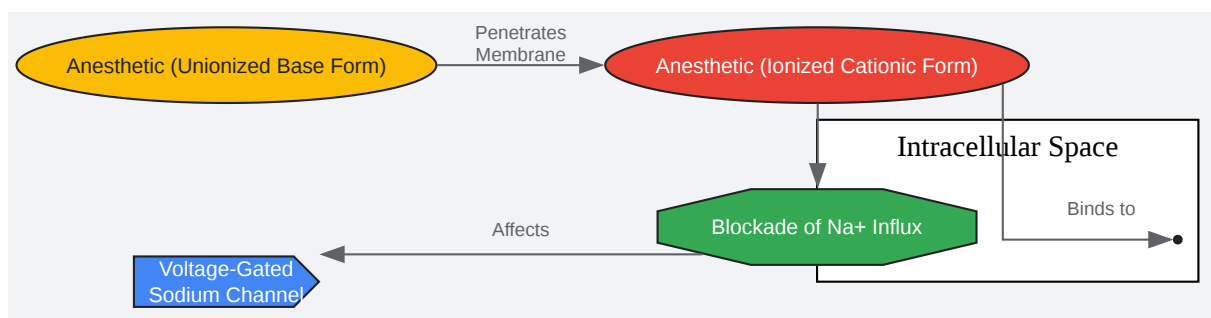 Anesthetic (Unionized Base Form)
Penetrates
Membrane
Anesthetic (Ionized Cationic Form)
Intracellular Space
Binds to
Blockade of Na+ Influx
Affects
Voltage-Gated
Sodium Channel